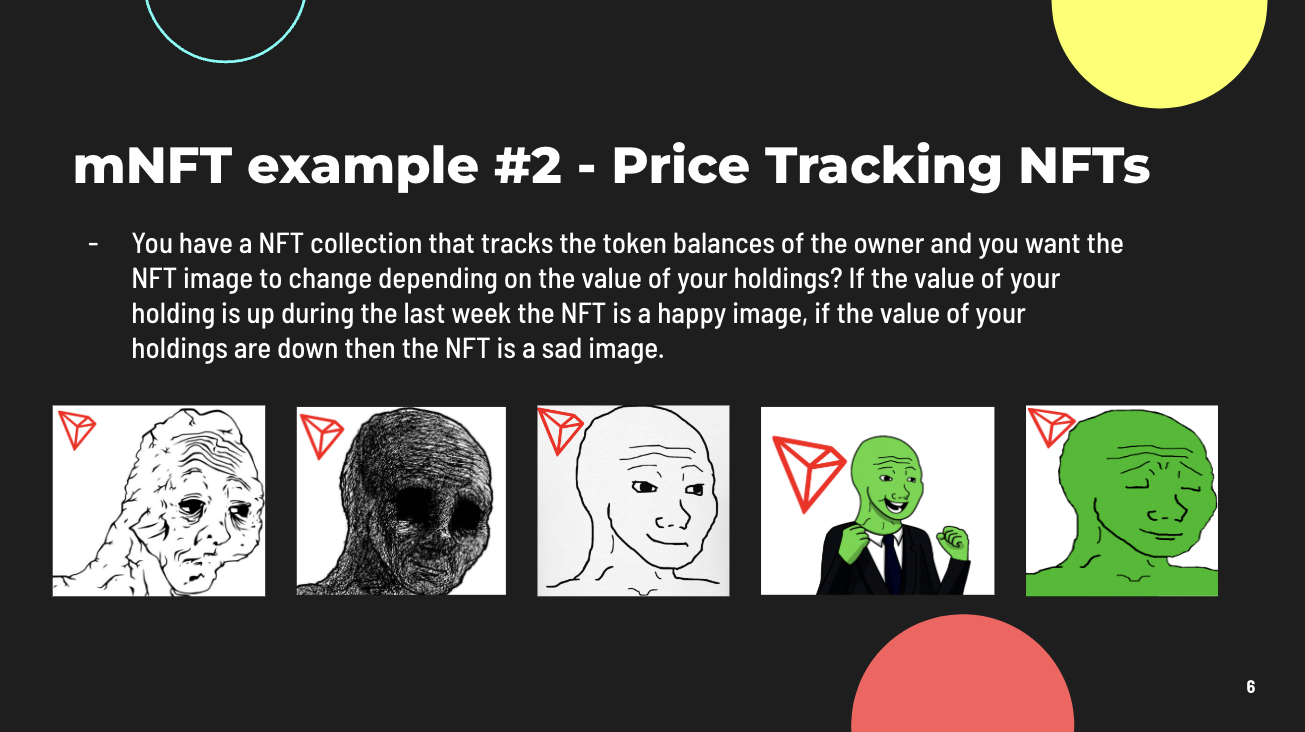 mNFT example #2 - Price Tracking NFTs
- You have a NFT collection that tracks the token balances of the owner and you want the
NFT image to change depending on the value of your holdings? If the value of your
holding is up during the last week the NFT is a happy image, if the value of your
holdings are down then the NFT is a sad image.
6